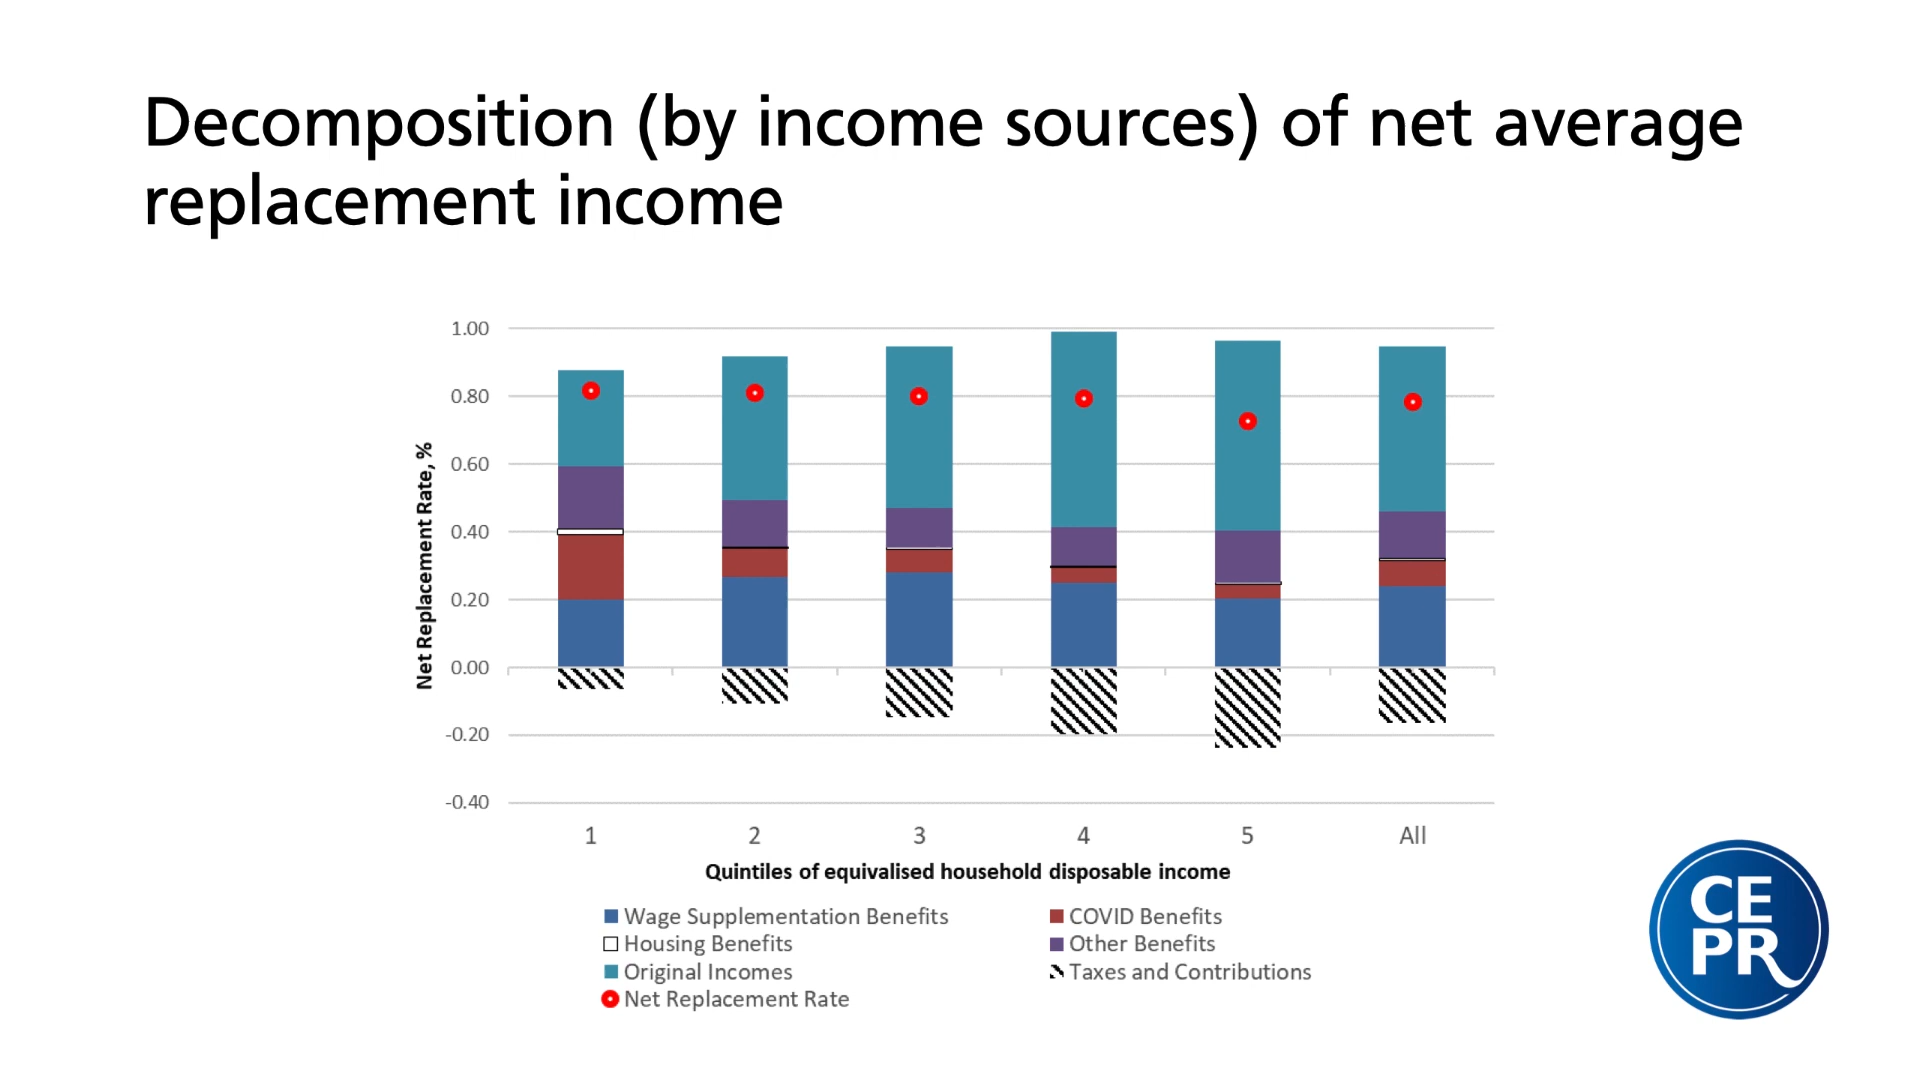 Decomposition (by income sources) of net average
replacement income
1.00
0.80
0.60
0.40
0.20
0.00
-0.20
-0.40
Net Replacement Rate, %
1 2 3 4 5 All
Quintiles of equivalised household disposable income
Wage Supplementation Benefits COVID Benefits
Housing Benefits Other Benefits
Original Incomes Taxes and Contributions
Net Replacement Rate
CE
PR